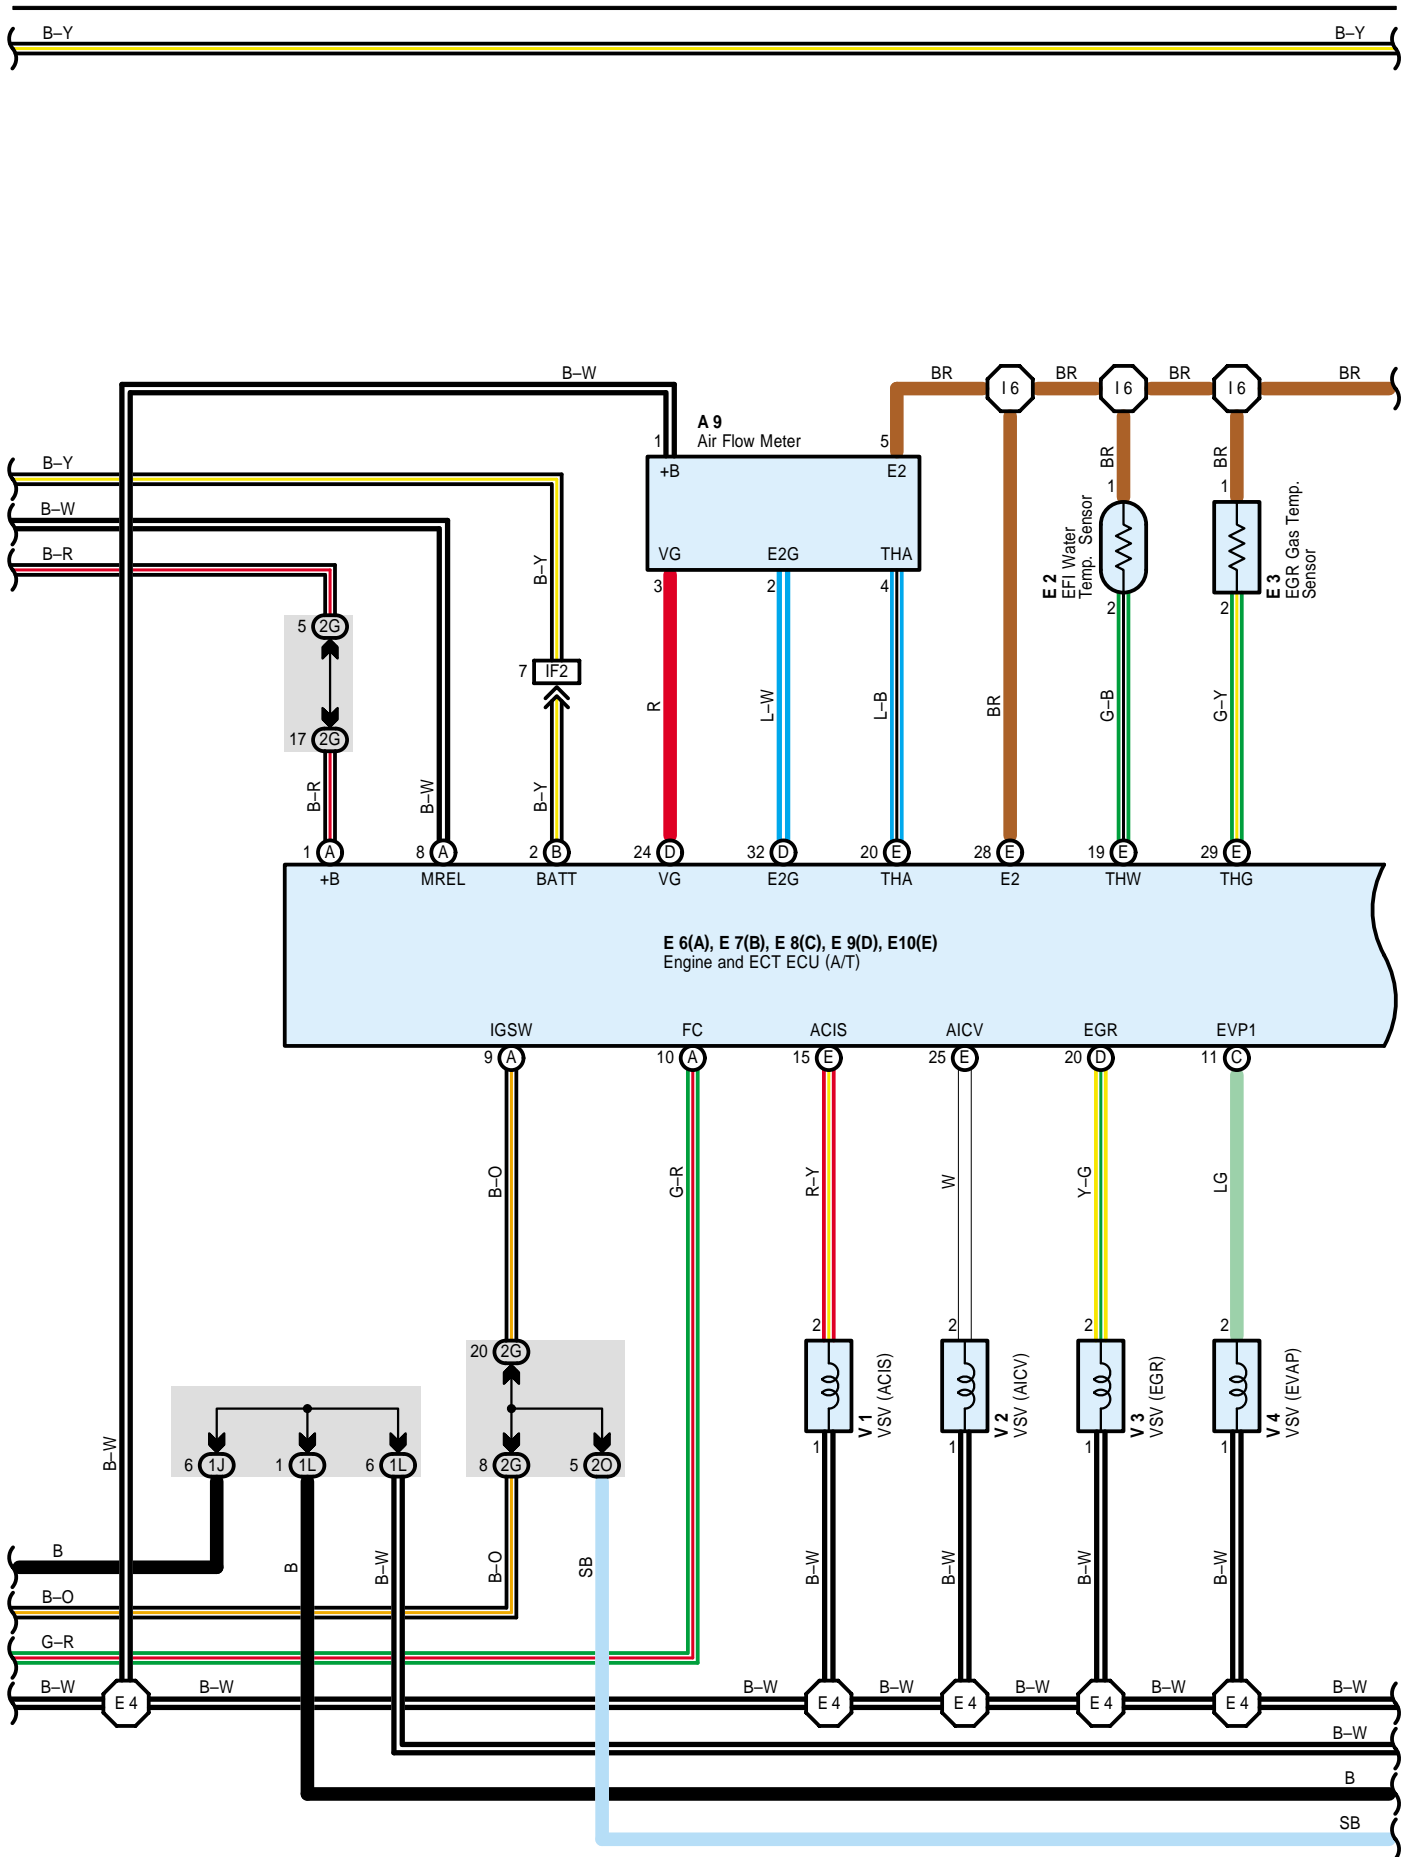 B–Y B–Y
B–W
BR I 6 BR I 6 BR I 6 BR
A 9
Air Flow Meter
1 5
+B E2
B–Y
B–W
B–R
BR 1
BR 1
VG E2G THA
3 2 4
E 2
EFI Water
Temp. Sensor
2
E 3
EGR Gas Temp.
Sensor
2
B–Y
5 2G
7 IF2
17 2G
R
L–W
L–B
BR
G–B
G–Y
B–R
B–W
B–Y
1 A 8 A 2 B 24 D 32 D 20 E 28 E 19 E 29 E
+B MREL BATT VG E2G THA E2 THW THG
E 6(A), E 7(B), E 8(C), E 9(D), E10(E)
Engine and ECT ECU (A/T)
IGSW FC ACIS AICV EGR EVP1
9 A 10 A 15 E 25 E 20 D 11 C
B–O
G–R
R–Y
W
Y–G
LG
2 2 2 2
20 2G
V 1
VSV (ACIS)
V 2
VSV (AICV)
V 3
VSV (EGR)
V 4
VSV (EVAP)
1 1 1 1
B–W
6 1J 1 1L 6 1L 8 2G 5 2O
B
B
B–W
B–O
SB
B–W
B–W
B–W
B–W
B–O
G–R
B–W E 4 B–W B–W E 4 B–W E 4 B–W E 4 B–W E 4 B–W
B–W
B
SB